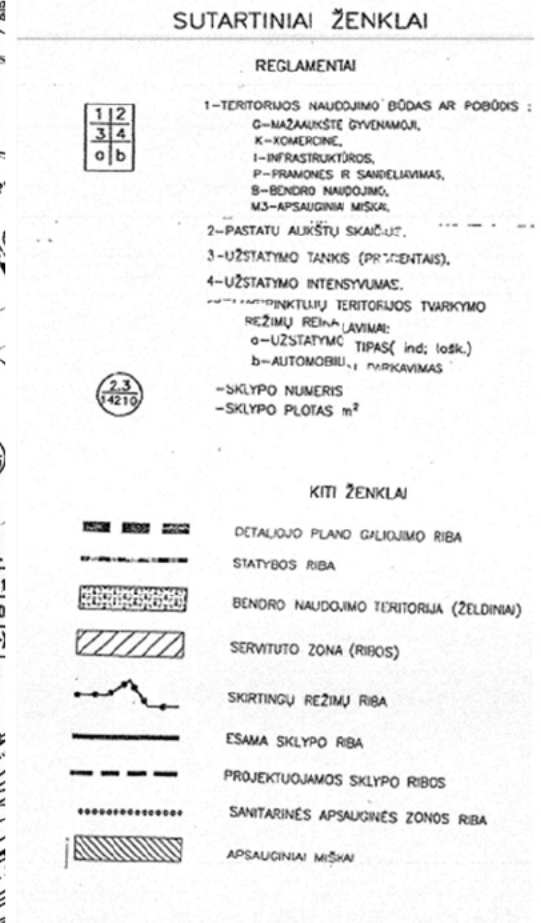 SUTARTINIAI ŽENKLAI
REGLAMENTAI
1 2
3 4
a b
1-TERITORIJOS NAUDOJIMO BŪDAS AR POBŪDIS :
G-MAŽAAUKŠTĖ GYVENAMOJI,
K-KOMERCINĖ,
I-INFRASTRUKTŪROS,
P-PRAMONĖS IR SANDĖLIAVIMAS,
B-BENDRO NAUDOJIMO,
M3-APSAUGINIAI MIŠKAI,
2-PASTATŲ AUKŠTŲ
3-UŽSTATYMO TANKIS
4-UŽSTATYMO INTENSYVUMAS.
TERITORIJOS TVARKYMO
REŽIMŲ
a-UŽSTATYMO TIPAS( ind; lošk.)
b- PARKAVIMAS
2.3
14210
-SKLYPO NUMERIS
-SKLYPO PLOTAS m²
KITI ŽENKLAI
DETALIOJO PLANO GALIOJIMO RIBA
STATYBOS RIBA
BENDRO NAUDOJIMO TERITORIJA (ŽELDINIAI)
SERVITUTO ZONA (RIBOS)
SKIRTINGŲ REŽIMŲ RIBA
ESAMA SKLYPO RIBA
PROJEKTUOJAMOS SKLYPO RIBOS
SANITARINĖS APSAUGINĖS ZONOS RIBA
APSAUGINIAI MIŠKAI